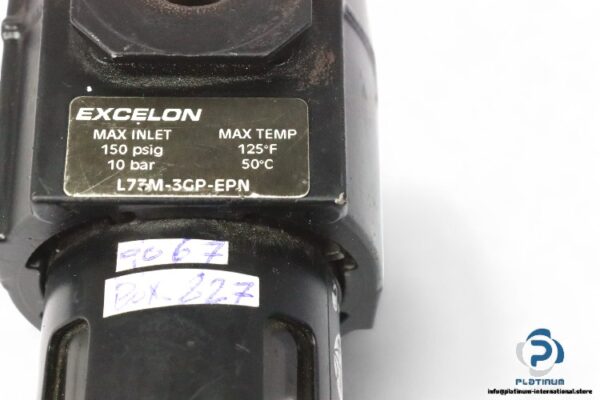 EXCELON
MAX INLET MAX TEMP
150 psig 125°F
10 bar 50°C
L73M-3GP-EPN
9067
BOX-227
PLATINUM
info@platinum-international.store